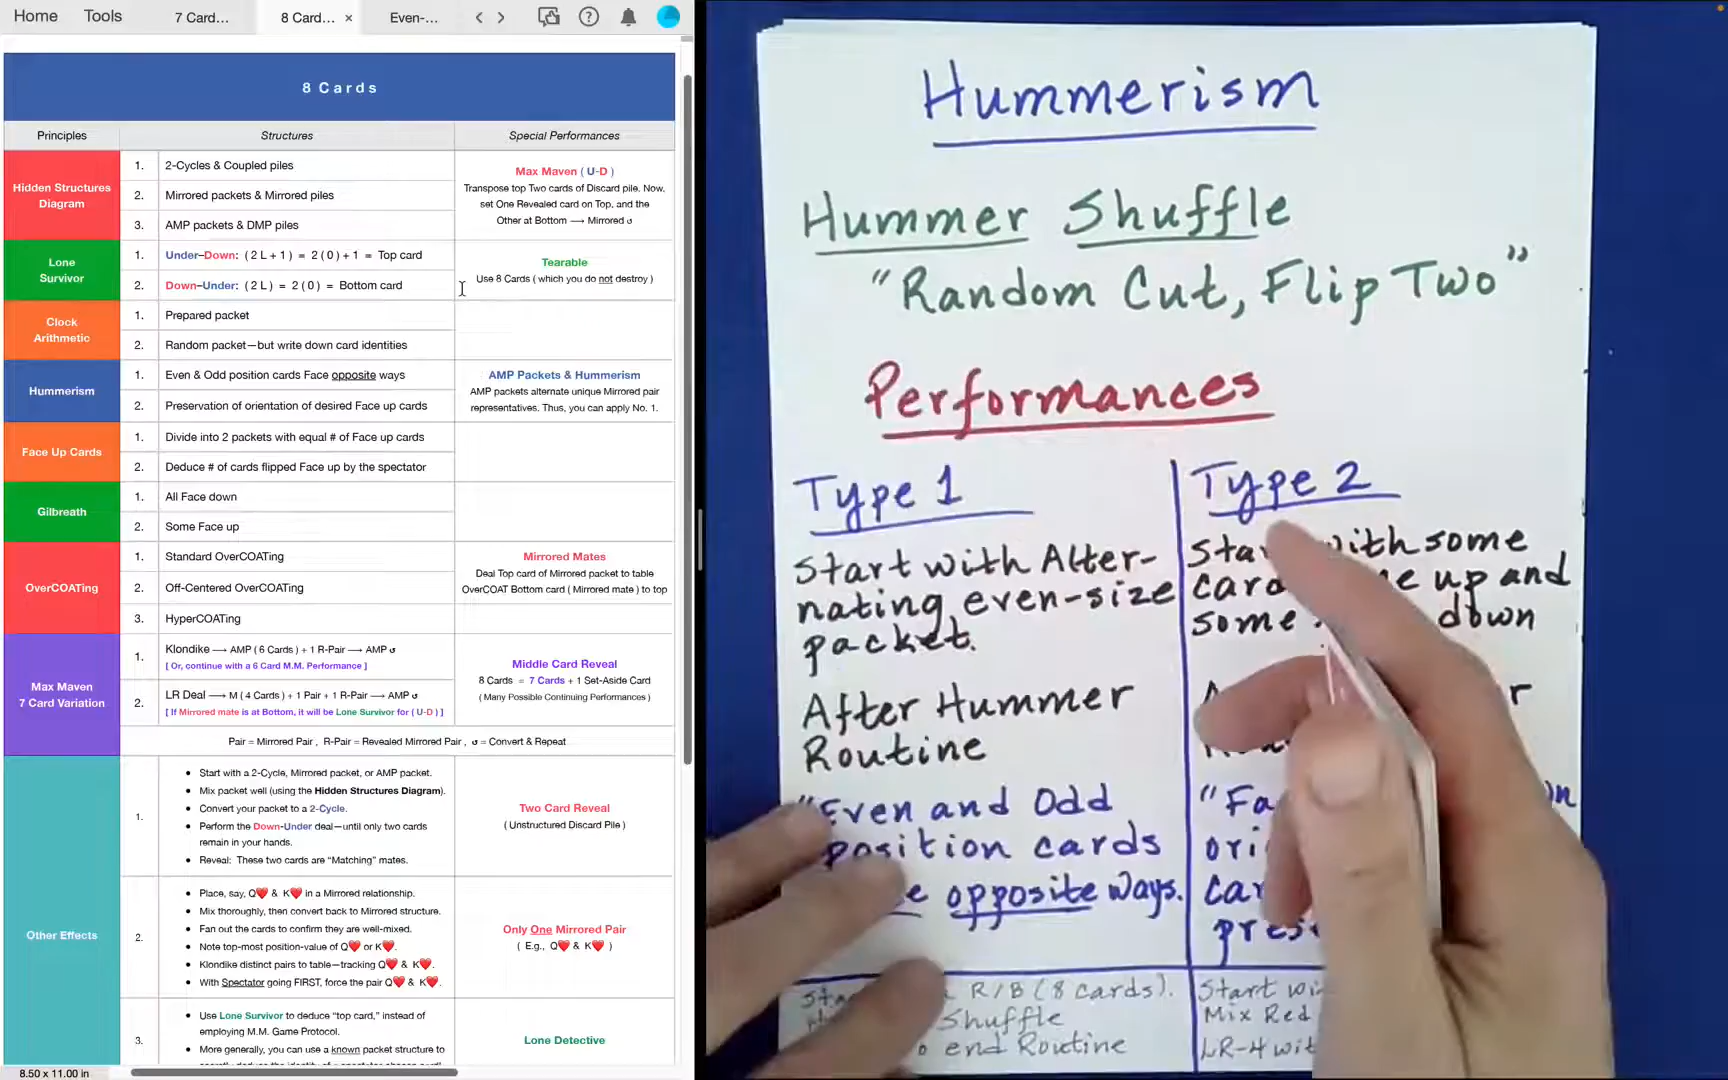 Home Tools 7 Card... 8 Card... × Even-...
8 Cards
Principles Structures Special Performances
Hidden Structures
Diagram
1. 2-Cycles & Coupled piles
2. Mirrored packets & Mirrored piles
3. AMP packets & DMP piles
Max Maven ( U-D )
Transpose top Two cards of Discard pile. Now,
set One Revealed card on Top, and the
Other at Bottom → Mirrored ↺
Lone
Survivor
1. Under–Down: ( 2 L + 1 ) = 2 ( 0 ) + 1 = Top card
2. Down–Under: ( 2 L ) = 2 ( 0 ) = Bottom card
Tearable
Use 8 Cards ( which you do not destroy )
Clock
Arithmetic
1. Prepared packet
2. Random packet—but write down card identities
Hummerism
1. Even & Odd position cards Face opposite ways
2. Preservation of orientation of desired Face up cards
AMP Packets & Hummerism
AMP packets alternate unique Mirrored pair
representatives. Thus, you can apply No. 1.
Face Up Cards
1. Divide into 2 packets with equal # of Face up cards
2. Deduce # of cards flipped Face up by the spectator
Gilbreath
1. All Face down
2. Some Face up
OverCOATing
1. Standard OverCOATing
2. Off-Centered OverCOATing
3. HyperCOATing
Mirrored Mates
Deal Top card of Mirrored packet to table
OverCOAT Bottom card ( Mirrored mate ) to top
Max Maven
7 Card Variation
1. Klondike → AMP ( 6 Cards ) + 1 R-Pair → AMP ↺
[ Or, continue with a 6 Card M.M. Performance ]
2. LR Deal → M ( 4 Cards ) + 1 Pair + 1 R-Pair → AMP ↺
[ If Mirrored mate is at Bottom, it will be Lone Survivor for ( U-D ) ]
Middle Card Reveal
8 Cards = 7 Cards + 1 Set-Aside Card
( Many Possible Continuing Performances )
Pair = Mirrored Pair , R-Pair = Revealed Mirrored Pair , ↺ = Convert & Repeat
Other Effects
1.
• Start with a 2-Cycle, Mirrored packet, or AMP packet.
• Mix packet well (using the Hidden Structures Diagram).
• Convert your packet to a 2-Cycle.
• Perform the Down-Under deal—until only two cards
remain in your hands.
• Reveal: These two cards are “Matching” mates.
Two Card Reveal
( Unstructured Discard Pile )
2.
• Place, say, Q♥ & K♥ in a Mirrored relationship.
• Mix thoroughly, then convert back to Mirrored structure.
• Fan out the cards to confirm they are well-mixed.
• Note top-most position-value of Q♥ or K♥.
• Klondike distinct pairs to table—tracking Q♥ & K♥.
• With Spectator going FIRST, force the pair Q♥ & K♥.
Only One Mirrored Pair
( E.g., Q♥ & K♥ )
3.
• Use Lone Survivor to deduce “top card,” instead of
employing M.M. Game Protocol.
• More generally, you can use a known packet structure to
Lone Detective
8.50 x 11.00 in
Hummerism
Hummer Shuffle
"Random Cut, Flip Two"
Performances
Type 1
Start with Alter-
nating even-size
packet.
After Hummer
Routine
"Even and Odd
position cards
opposite ways.
R/B (8 cards).
Shuffle
end Routine
Type 2
with some
up and
some down
Start
Mix Red
LR-4